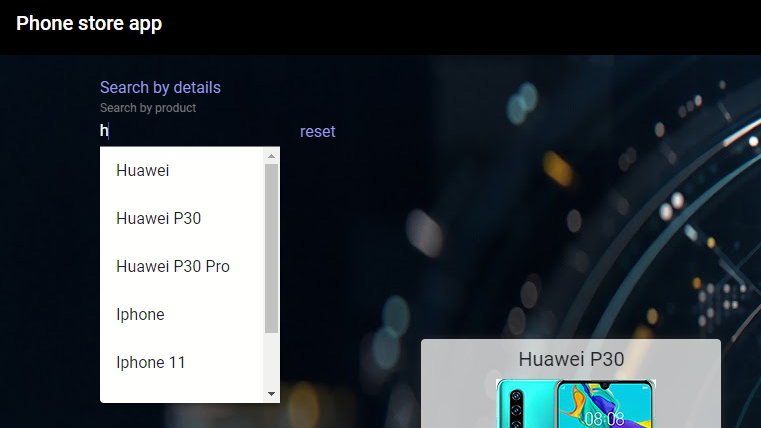 Phone store app
Search by details
Search by product
h
reset
Huawei
Huawei P30
Huawei P30 Pro
Iphone
Iphone 11
Huawei P30
08:08